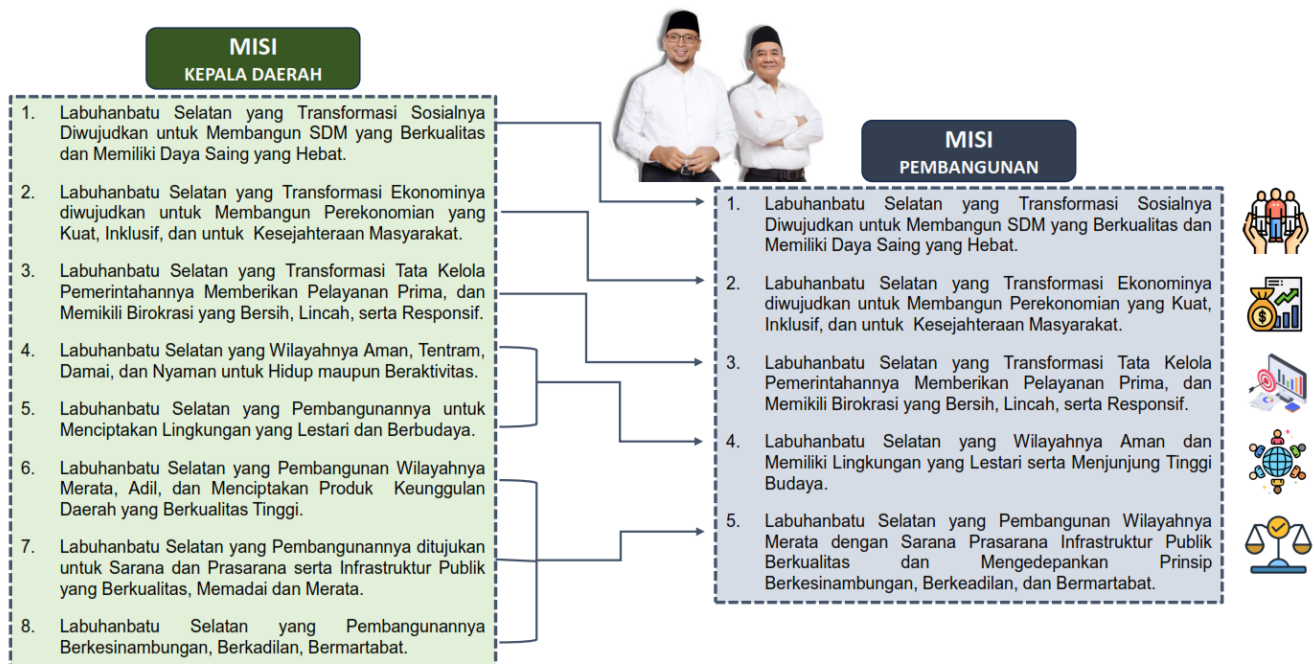 MISI
KEPALA DAERAH
1. Labuhanbatu Selatan yang Transformasi Sosialnya
Diwujudkan untuk Membangun SDM yang Berkualitas
dan Memiliki Daya Saing yang Hebat.
2. Labuhanbatu Selatan yang Transformasi Ekonominya
diwujudkan untuk Membangun Perekonomian yang
Kuat, Inklusif, dan untuk Kesejahteraan Masyarakat.
3. Labuhanbatu Selatan yang Transformasi Tata Kelola
Pemerintahannya Memberikan Pelayanan Prima, dan
Memikili Birokrasi yang Bersih, Lincah, serta Responsif.
4. Labuhanbatu Selatan yang Wilayahnya Aman, Tentram,
Damai, dan Nyaman untuk Hidup maupun Beraktivitas.
5. Labuhanbatu Selatan yang Pembangunannya untuk
Menciptakan Lingkungan yang Lestari dan Berbudaya.
6. Labuhanbatu Selatan yang Pembangunan Wilayahnya
Merata, Adil, dan Menciptakan Produk Keunggulan
Daerah yang Berkualitas Tinggi.
7. Labuhanbatu Selatan yang Pembangunannya ditujukan
untuk Sarana dan Prasarana serta Infrastruktur Publik
yang Berkualitas, Memadai dan Merata.
8. Labuhanbatu Selatan yang Pembangunannya
Berkesinambungan, Berkadilan, Bermartabat.
MISI
PEMBANGUNAN
1. Labuhanbatu Selatan yang Transformasi Sosialnya
Diwujudkan untuk Membangun SDM yang Berkualitas dan
Memiliki Daya Saing yang Hebat.
2. Labuhanbatu Selatan yang Transformasi Ekonominya
diwujudkan untuk Membangun Perekonomian yang Kuat,
Inklusif, dan untuk Kesejahteraan Masyarakat.
3. Labuhanbatu Selatan yang Transformasi Tata Kelola
Pemerintahannya Memberikan Pelayanan Prima, dan
Memikili Birokrasi yang Bersih, Lincah, serta Responsif.
4. Labuhanbatu Selatan yang Wilayahnya Aman dan
Memiliki Lingkungan yang Lestari serta Menjunjung Tinggi
Budaya.
5. Labuhanbatu Selatan yang Pembangunan Wilayahnya
Merata dengan Sarana Prasarana Infrastruktur Publik
Berkualitas dan Mengedepankan Prinsip
Berkesinambungan, Berkeadilan, dan Bermartabat.